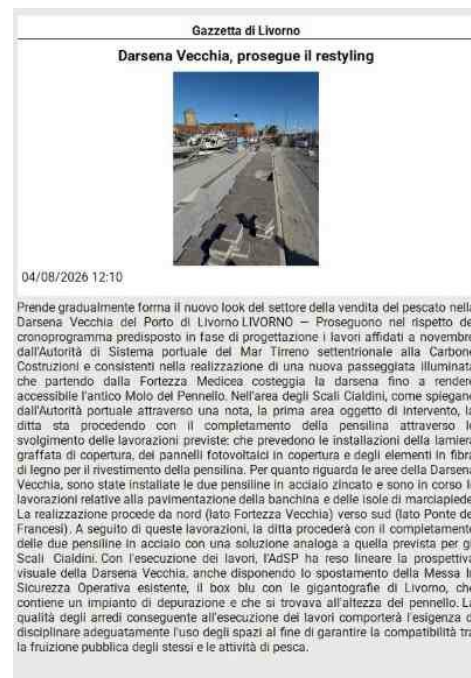 Gazzetta di Livorno
Darsena Vecchia, prosegue il restyling
04/08/2026 12:10
Prende gradualmente forma il nuovo look del settore della vendita del pescato nella
Darsena Vecchia del Porto di Livorno LIVORNO — Proseguono nel rispetto de
cronoprogramma predisposto in fase di progettazione i lavori affidati a novembre
dall'Autorità di Sistema portuale del Mar Tirreno settentrionale alla Carbone
Costruzioni e consistenti nella realizzazione di una nuova passeggiata illuminata
che partendo dalla Fortezza Medicea costeggia la darsena fino a rendere
accessibile l'antico Molo del Pennello. Nell'area degli Scali Cialdini, come spiegano
dall'Autorità portuale attraverso una nota, la prima area oggetto di intervento, la
ditta sta procedendo con il completamento della pensilina attraverso lo
svolgimento delle lavorazioni previste: che prevedono le installazioni della lamiera
graffata di copertura, dei pannelli fotovoltaici in copertura e degli elementi in fibra
di legno per il rivestimento della pensilina. Per quanto riguarda le aree della Darsena
Vecchia, sono state installate le due pensiline in acciaio zincato e sono in corso le
lavorazioni relative alla pavimentazione della banchina e delle isole di marciapiede.
La realizzazione procede da nord (lato Fortezza Vecchia) verso sud (lato Ponte dei
Francesi). A seguito di queste lavorazioni, la ditta procederà con il completamento
delle due pensiline in acciaio con una soluzione analoga a quella prevista per gli
Scali Cialdini. Con l'esecuzione dei lavori, l'AdSP ha reso lineare la prospettiva
visuale della Darsena Vecchia, anche disponendo lo spostamento della Messa In
Sicurezza Operativa esistente, il box blu con le gigantografie di Livorno, che
contiene un impianto di depurazione e che si trovava all'altezza del pennello. La
qualità degli arredi conseguente all'esecuzione dei lavori comporterà l'esigenza di
disciplinare adeguatamente l'uso degli spazi al fine di garantire la compatibilità tra
la fruizione pubblica degli stessi e le attività di pesca.